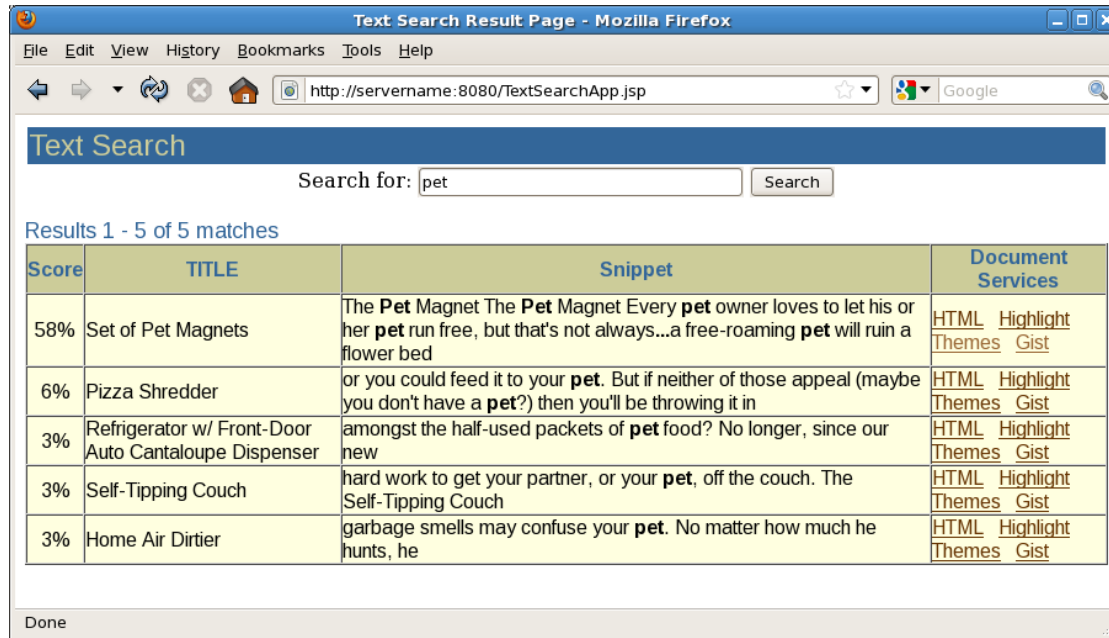 Text Search Result Page - Mozilla Firefox
File Edit View History Bookmarks Tools Help
http://servername:8080/TextSearchApp.jsp Google
Text Search
Search for: pet Search
Results 1 - 5 of 5 matches
Score TITLE Snippet Document Services
58% Set of Pet Magnets
The Pet Magnet The Pet Magnet Every pet owner loves to let his or
her pet run free, but that's not always...a free-roaming pet will ruin a
flower bed
HTML Highlight
Themes Gist
6% Pizza Shredder
or you could feed it to your pet. But if neither of those appeal (maybe
you don't have a pet?) then you'll be throwing it in
HTML Highlight
Themes Gist
3%
Refrigerator w/ Front-Door
Auto Cantaloupe Dispenser
amongst the half-used packets of pet food? No longer, since our
new
HTML Highlight
Themes Gist
3% Self-Tipping Couch
hard work to get your partner, or your pet, off the couch. The
Self-Tipping Couch
HTML Highlight
Themes Gist
3% Home Air Dirtier
garbage smells may confuse your pet. No matter how much he
hunts, he
HTML Highlight
Themes Gist
Done